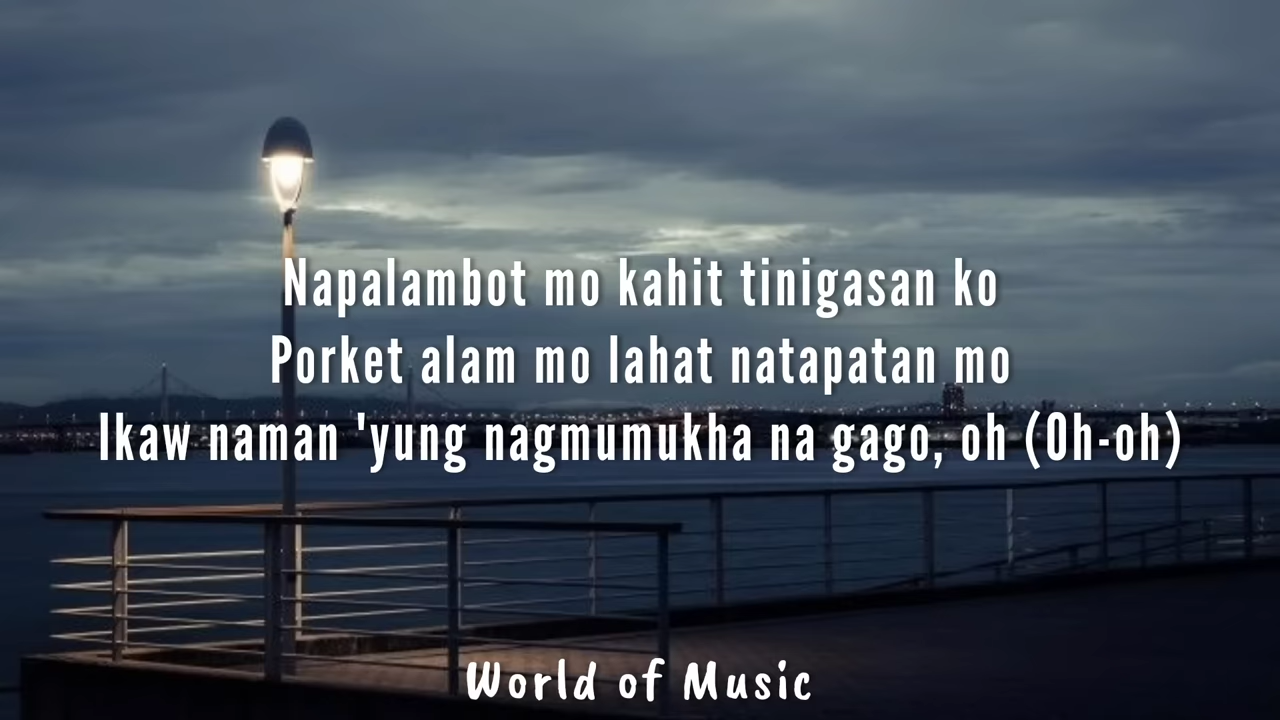 Napalambot mo kahit tinigasan ko
Porket alam mo lahat natapatan mo
Ikaw naman 'yung nagmumukha na gago, oh (Oh-oh)
World of Music